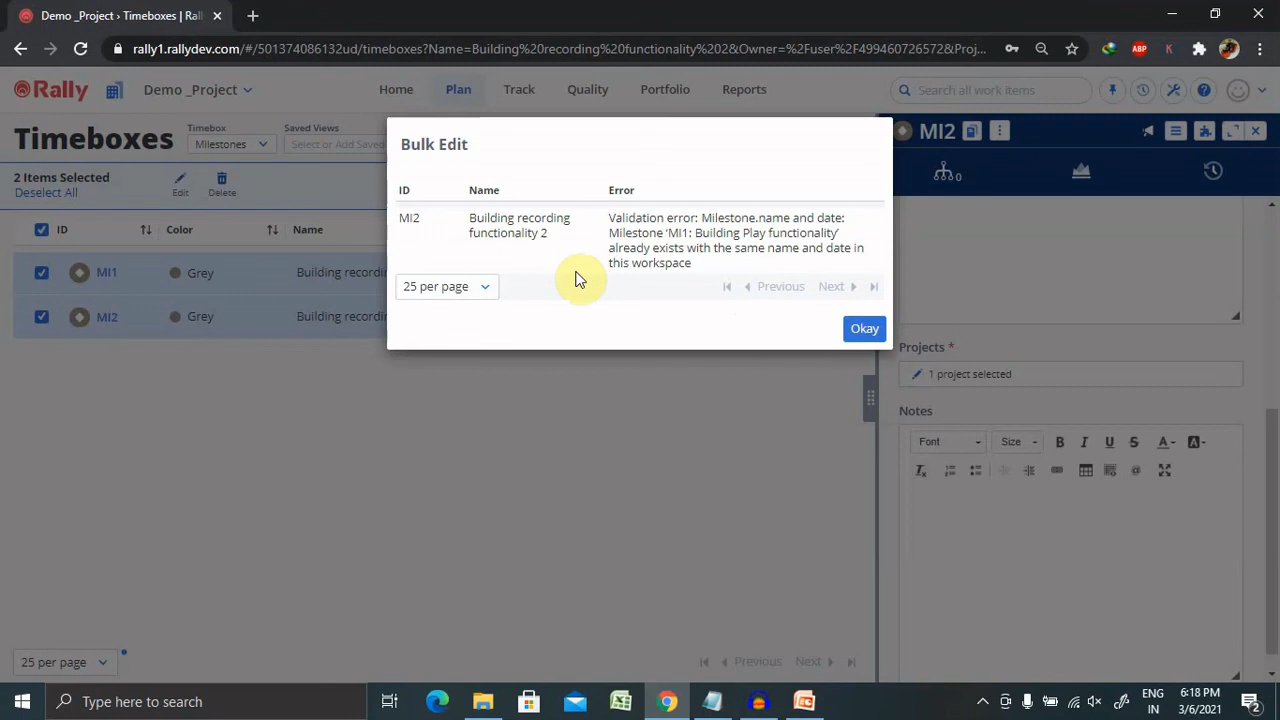 Demo _Project › Timeboxes | Rall
rally1.rallydev.com/#/501374086132ud/timeboxes?Name=Building%20recording%20functionality%202&Owner=%2Fuser%2F499460726572&Proj...
ABP
K
Rally
Demo _Project
Home
Plan
Track
Quality
Portfolio
Reports
Search all work items
Timeboxes
Timebox
Milestones
Saved Views
Select or Add Saved
MI2
2 Items Selected
Deselect All
Edit
Delete
0
ID
Color
Name
MI1
Grey
Building recordin
MI2
Grey
Building recordin
Bulk Edit
ID
Name
Error
MI2
Building recording
functionality 2
Validation error: Milestone.name and date:
Milestone ‘MI1: Building Play functionality’
already exists with the same name and date in
this workspace
25 per page
Previous
Next
Okay
Projects *
1 project selected
Notes
Font
Size
B
I
U
S
A
A
25 per page
Previous
Next
Type here to search
ENG
IN
6:18 PM
3/6/2021
2